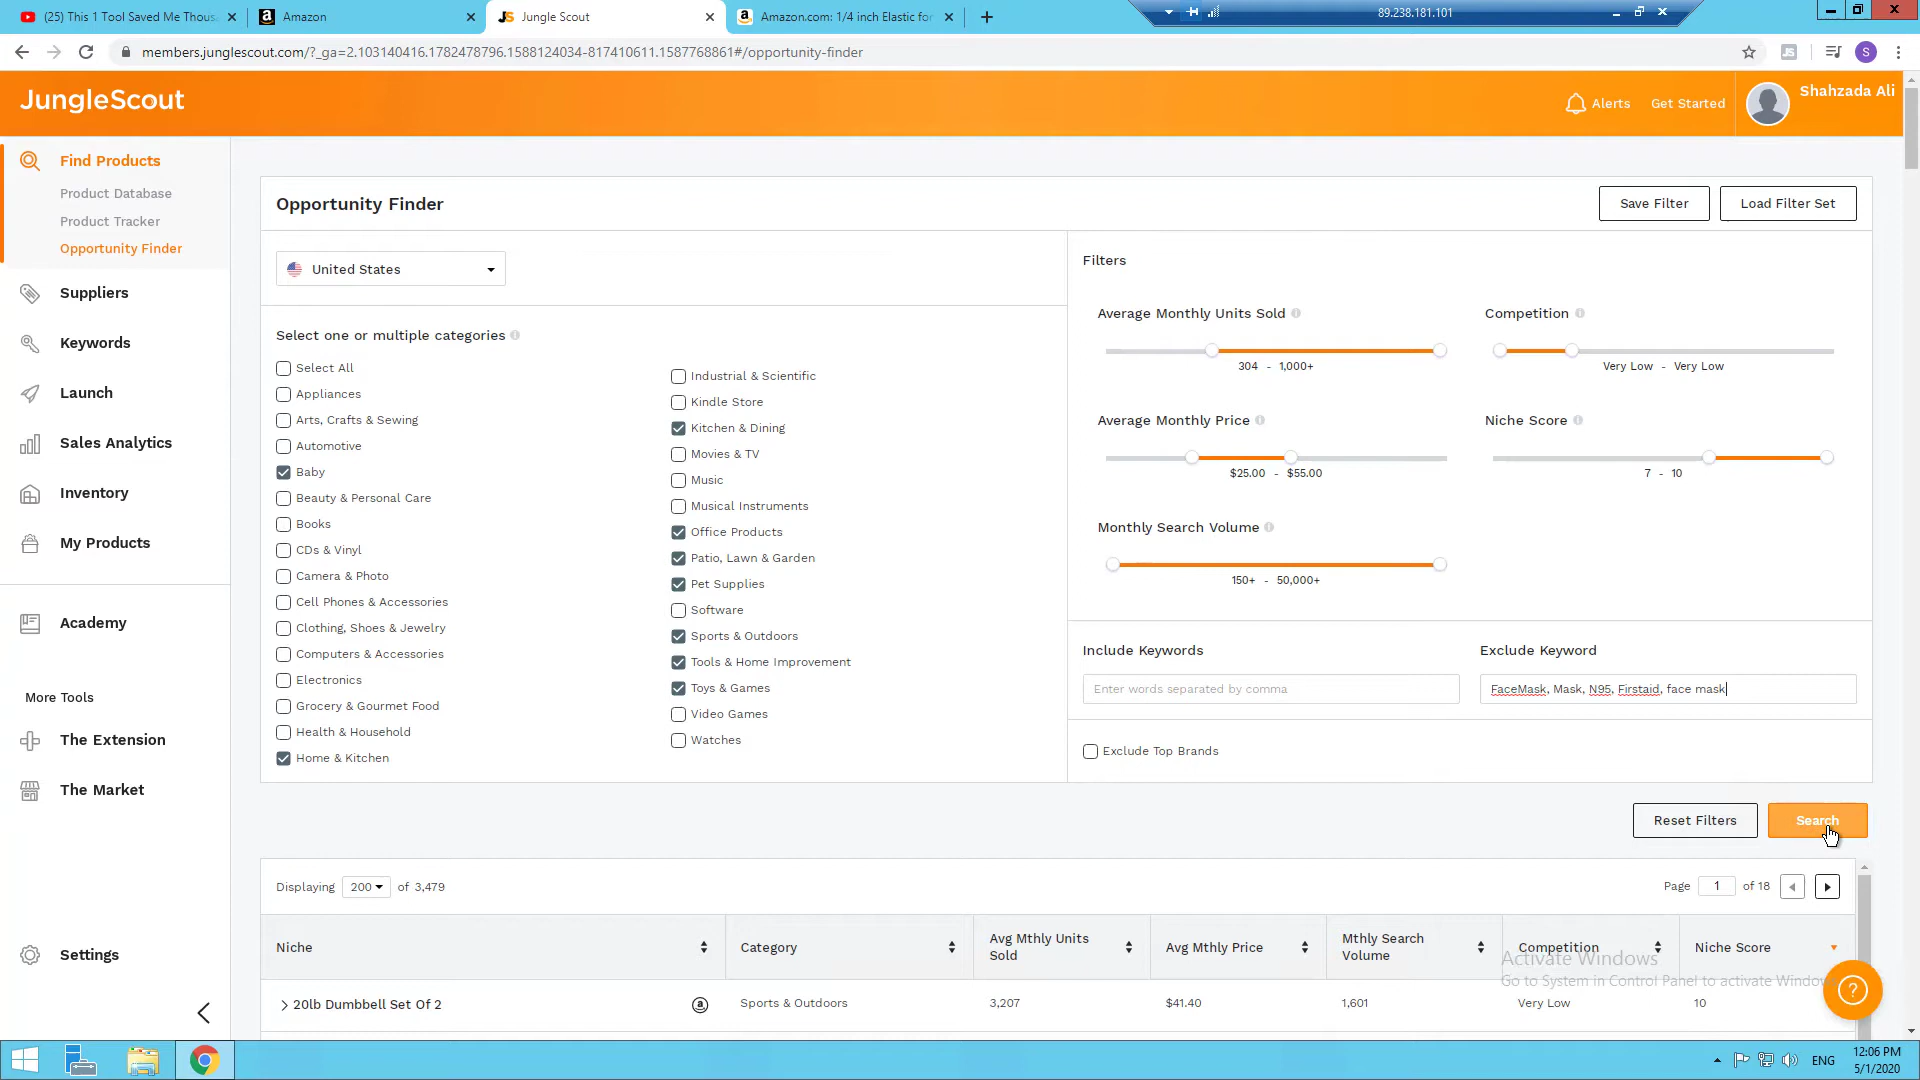 (25) This 1 Tool Saved Me Thous
Amazon
Jungle Scout
Amazon.com: 1/4 inch Elastic for
89.238.181.101
members.junglescout.com/?_ga=2.103140416.1782478796.1588124034-817410611.1587768861#/opportunity-finder
JS
S
JungleScout
Alerts
Get Started
Shahzada Ali
Find Products
Product Database
Product Tracker
Opportunity Finder
Suppliers
Keywords
Launch
Sales Analytics
Inventory
My Products
Academy
More Tools
The Extension
The Market
Settings
Opportunity Finder
Save Filter
Load Filter Set
United States
Select one or multiple categories
Select All
Appliances
Arts, Crafts & Sewing
Automotive
Baby
Beauty & Personal Care
Books
CDs & Vinyl
Camera & Photo
Cell Phones & Accessories
Clothing, Shoes & Jewelry
Computers & Accessories
Electronics
Grocery & Gourmet Food
Health & Household
Home & Kitchen
Industrial & Scientific
Kindle Store
Kitchen & Dining
Movies & TV
Music
Musical Instruments
Office Products
Patio, Lawn & Garden
Pet Supplies
Software
Sports & Outdoors
Tools & Home Improvement
Toys & Games
Video Games
Watches
Filters
Average Monthly Units Sold
304 - 1,000+
Competition
Very Low - Very Low
Average Monthly Price
$25.00 - $55.00
Niche Score
7 - 10
Monthly Search Volume
150+ - 50,000+
Include Keywords
Enter words separated by comma
Exclude Keyword
FaceMask, Mask, N95, Firstaid, face mask
Exclude Top Brands
Reset Filters
Search
Displaying 200 of 3,479
Page 1 of 18
Niche
Category
Avg Mthly Units Sold
Avg Mthly Price
Mthly Search Volume
Competition
Niche Score
20lb Dumbbell Set Of 2
Sports & Outdoors
3,207
$41.40
1,601
Very Low
10
Activate Windows
Go to System in Control Panel to activate Windo
?
ENG
12:06 PM
5/1/2020